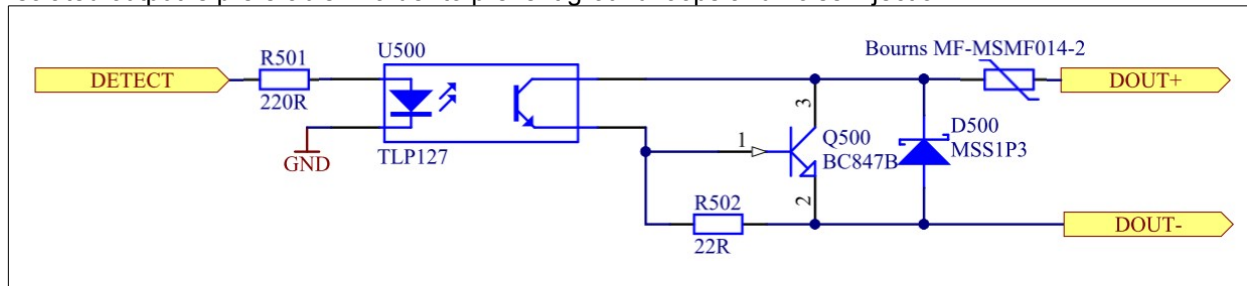 Bourns MF-MSMF014-2
U500
R501
DETECT
DOUT+
220R
3
D500
1
Q500
MSS1P3
GND
TLP127
BC847B
R502
2
22R
DOUT-